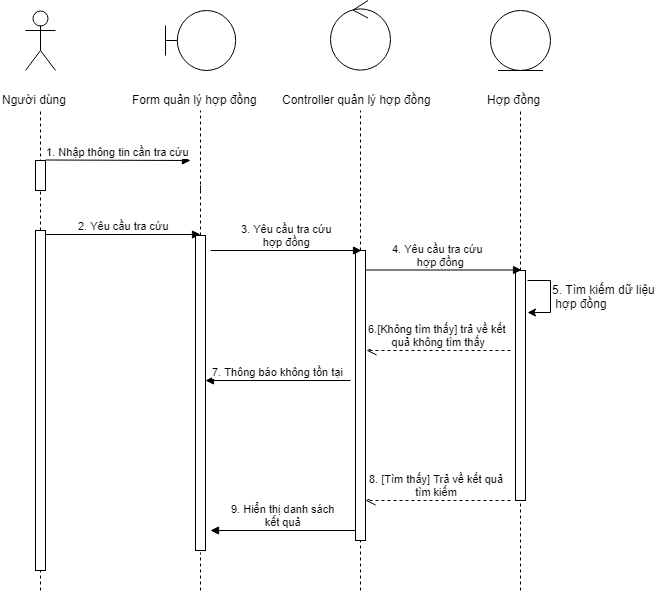 Người dùng
Form quản lý hợp đồng
Controller quản lý hợp đồng
Hợp đồng
1. Nhập thông tin cần tra cứu
2. Yêu cầu tra cứu
3. Yêu cầu tra cứu
hợp đồng
4. Yêu cầu tra cứu
hợp đồng
5. Tìm kiếm dữ liệu
hợp đồng
6.[Không tìm thấy] trả về kết
quả không tìm thấy
7. Thông báo không tồn tại
8. [Tìm thấy] Trả về kết quả
tìm kiếm
9. Hiển thị danh sách
kết quả